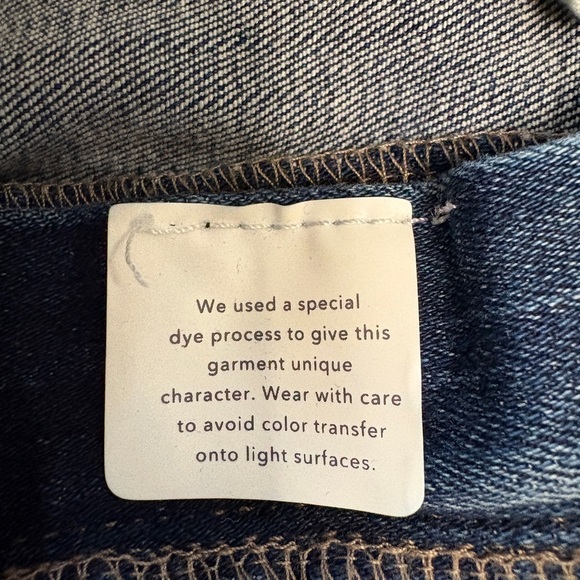 We used a special
dye process to give this
garment unique
character. Wear with care
to avoid color transfer
onto light surfaces.